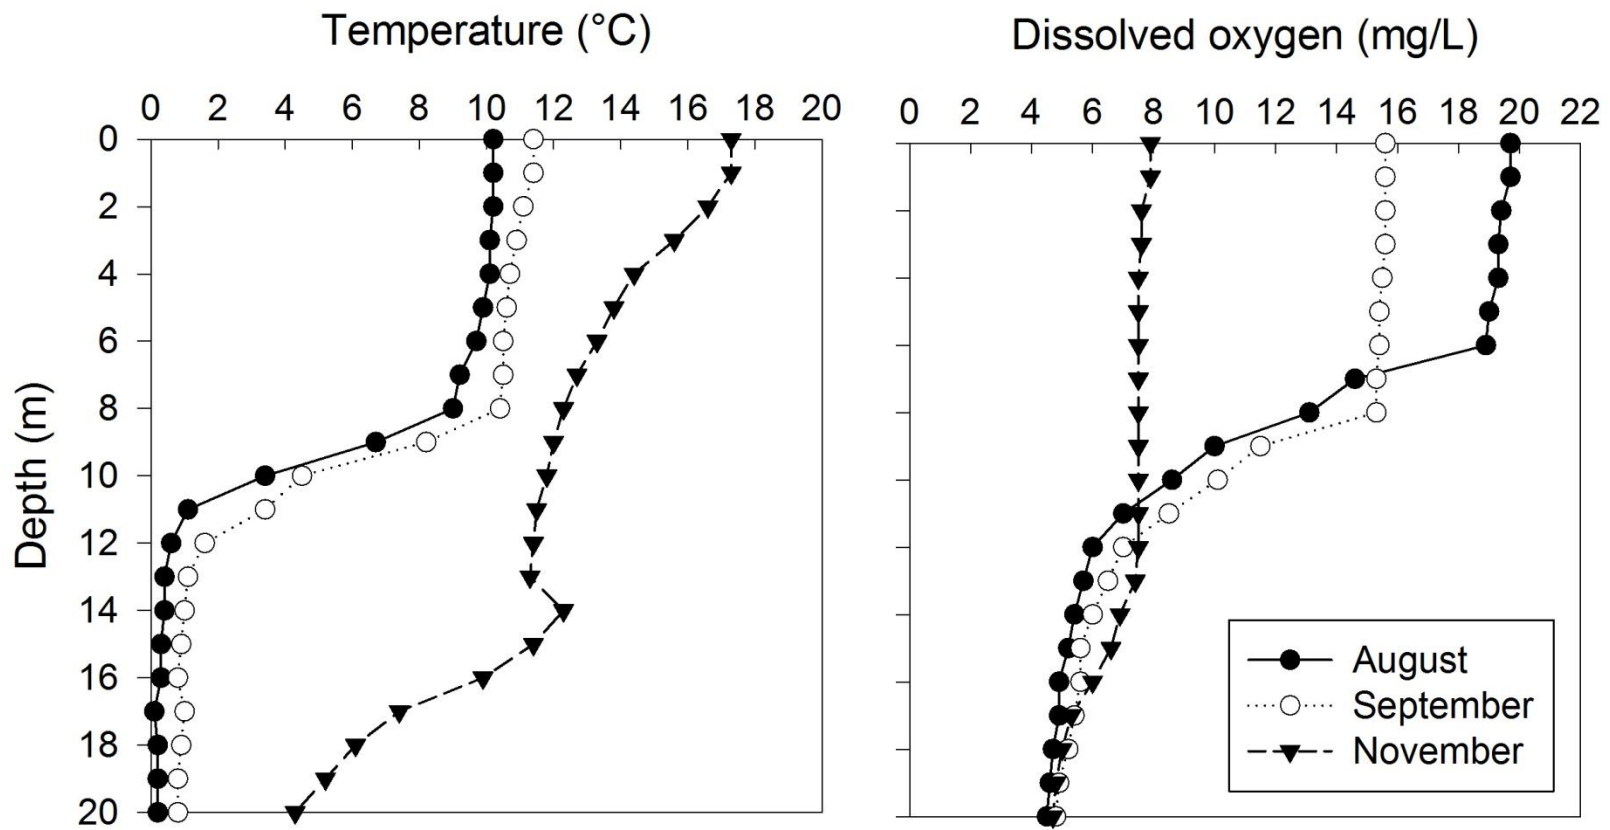 Temperature (°C)
0 2 4 6 8 10 12 14 16 18 20
Dissolved oxygen (mg/L)
0 2 4 6 8 10 12 14 16 18 20 22
Depth (m)
0
2
4
6
8
10
12
14
16
18
20
August
September
November